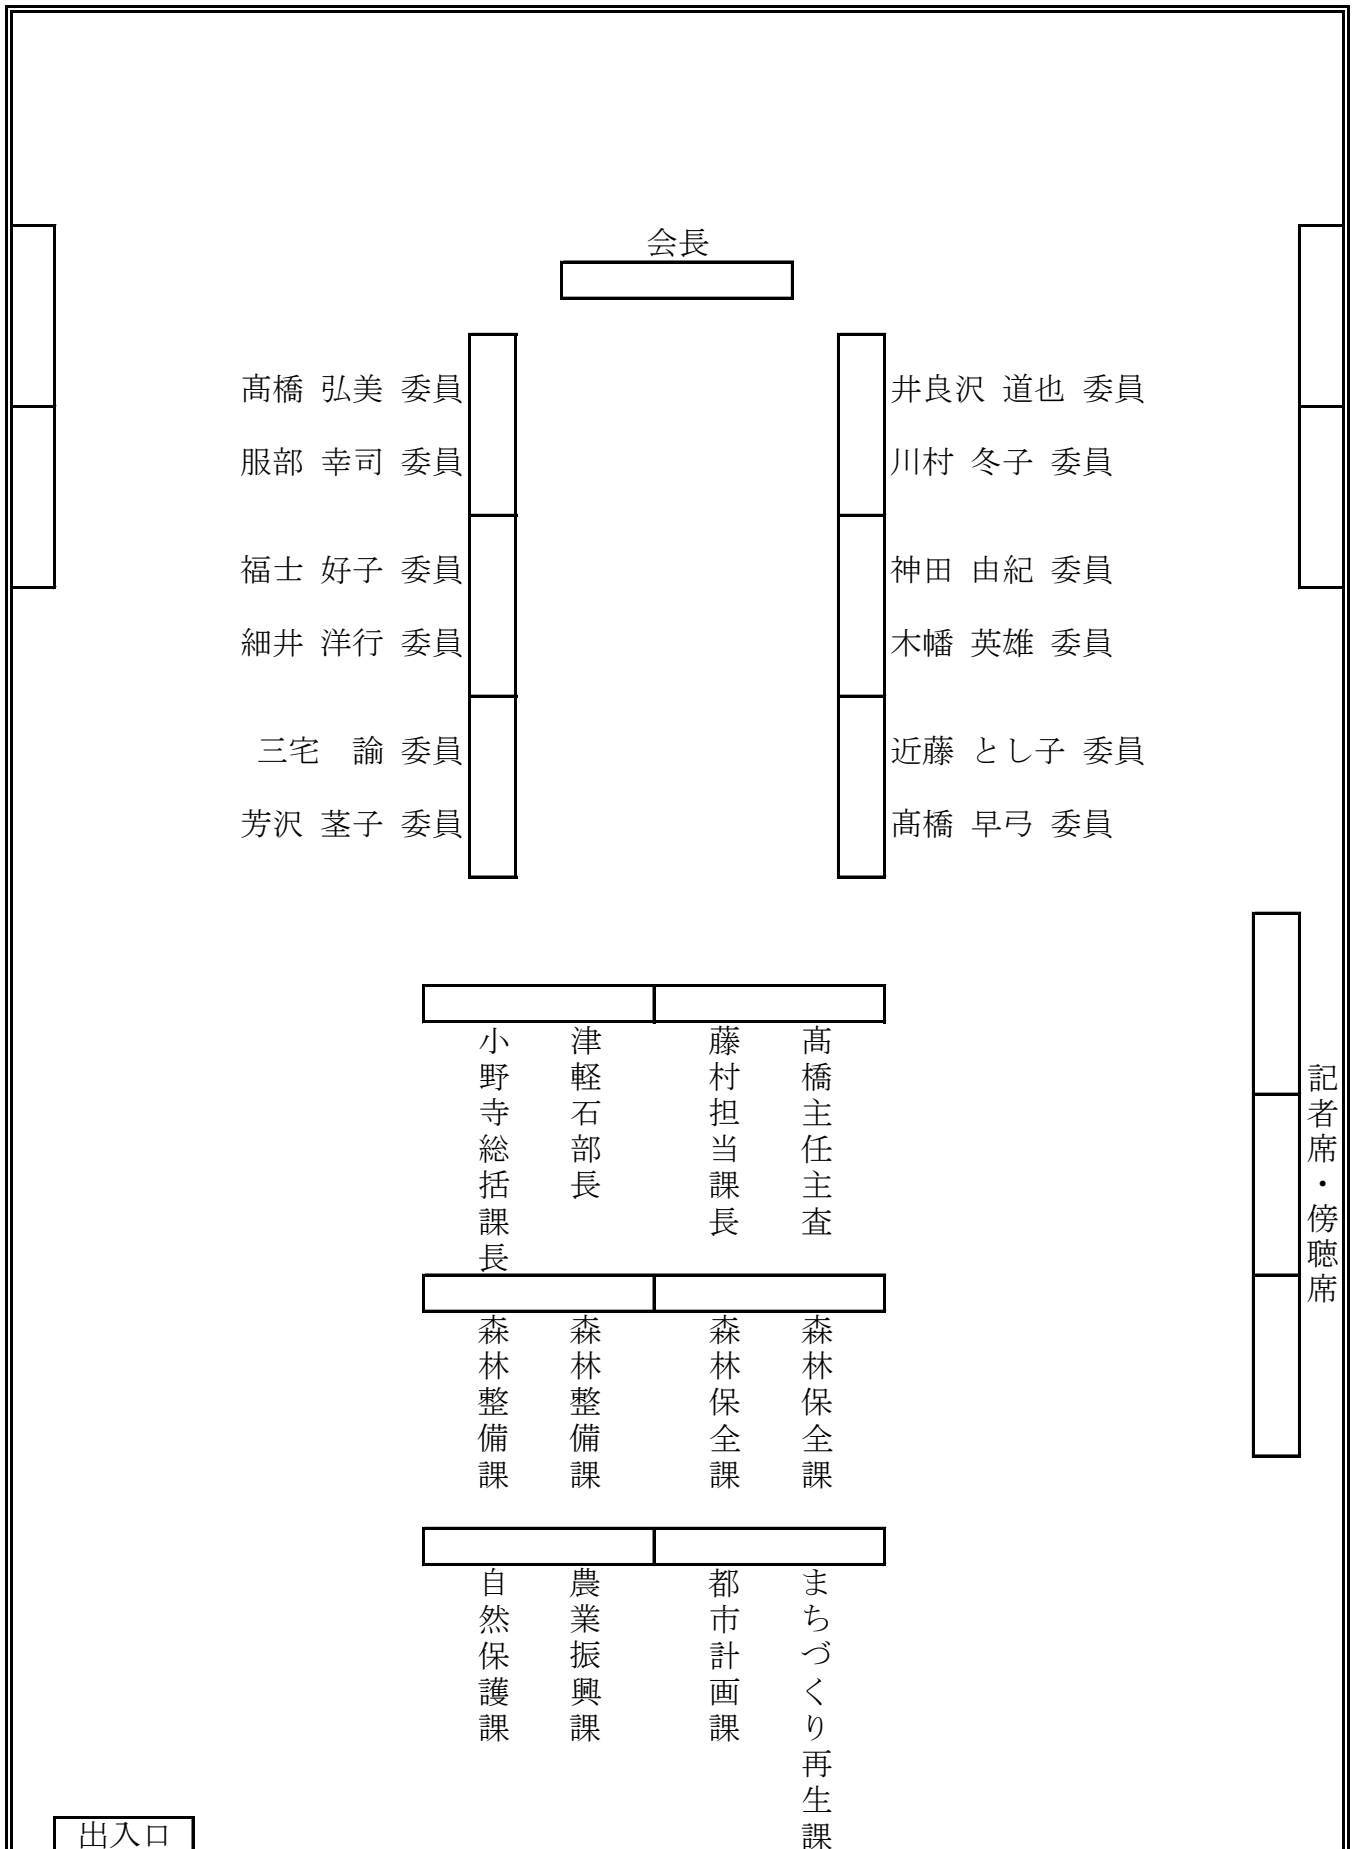 会長
髙橋 弘美 委員
服部 幸司 委員
福士 好子 委員
細井 洋行 委員
三宅　諭 委員
芳沢 茎子 委員
井良沢 道也 委員
川村 冬子 委員
神田 由紀 委員
木幡 英雄 委員
近藤 とし子 委員
髙橋 早弓 委員
小野寺総括課長
津軽石部長
藤村担当課長
髙橋主任主査
記者席・傍聴席
森林整備課
森林整備課
森林保全課
森林保全課
自然保護課
農業振興課
都市計画課
まちづくり再生課
出入口